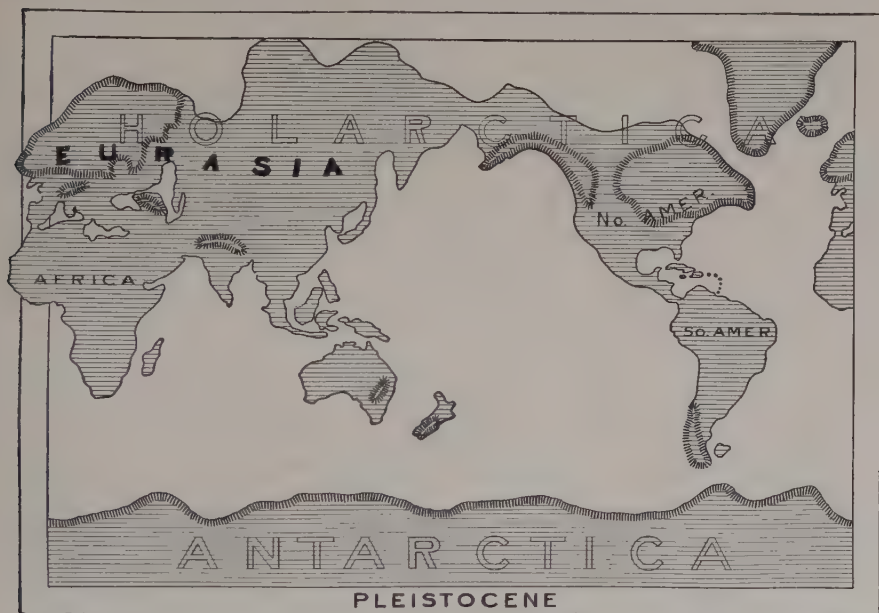 HOLARCTICA
EURASIA
No. AMER.
AFRICA
SO. AMER
ANTARCTICA
PLEISTOCENE